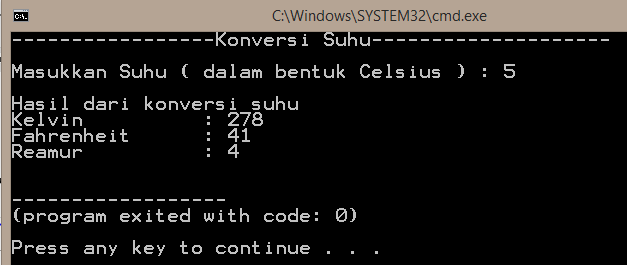 C:\Windows\SYSTEM32\cmd.exe
-----------------Konversi Suhu--------------------
Masukkan Suhu ( dalam bentuk Celsius ) : 5
Hasil dari konversi suhu
Kelvin          : 278
Fahrenheit      : 41
Reamur          : 4
------------------
(program exited with code: 0)
Press any key to continue . . .